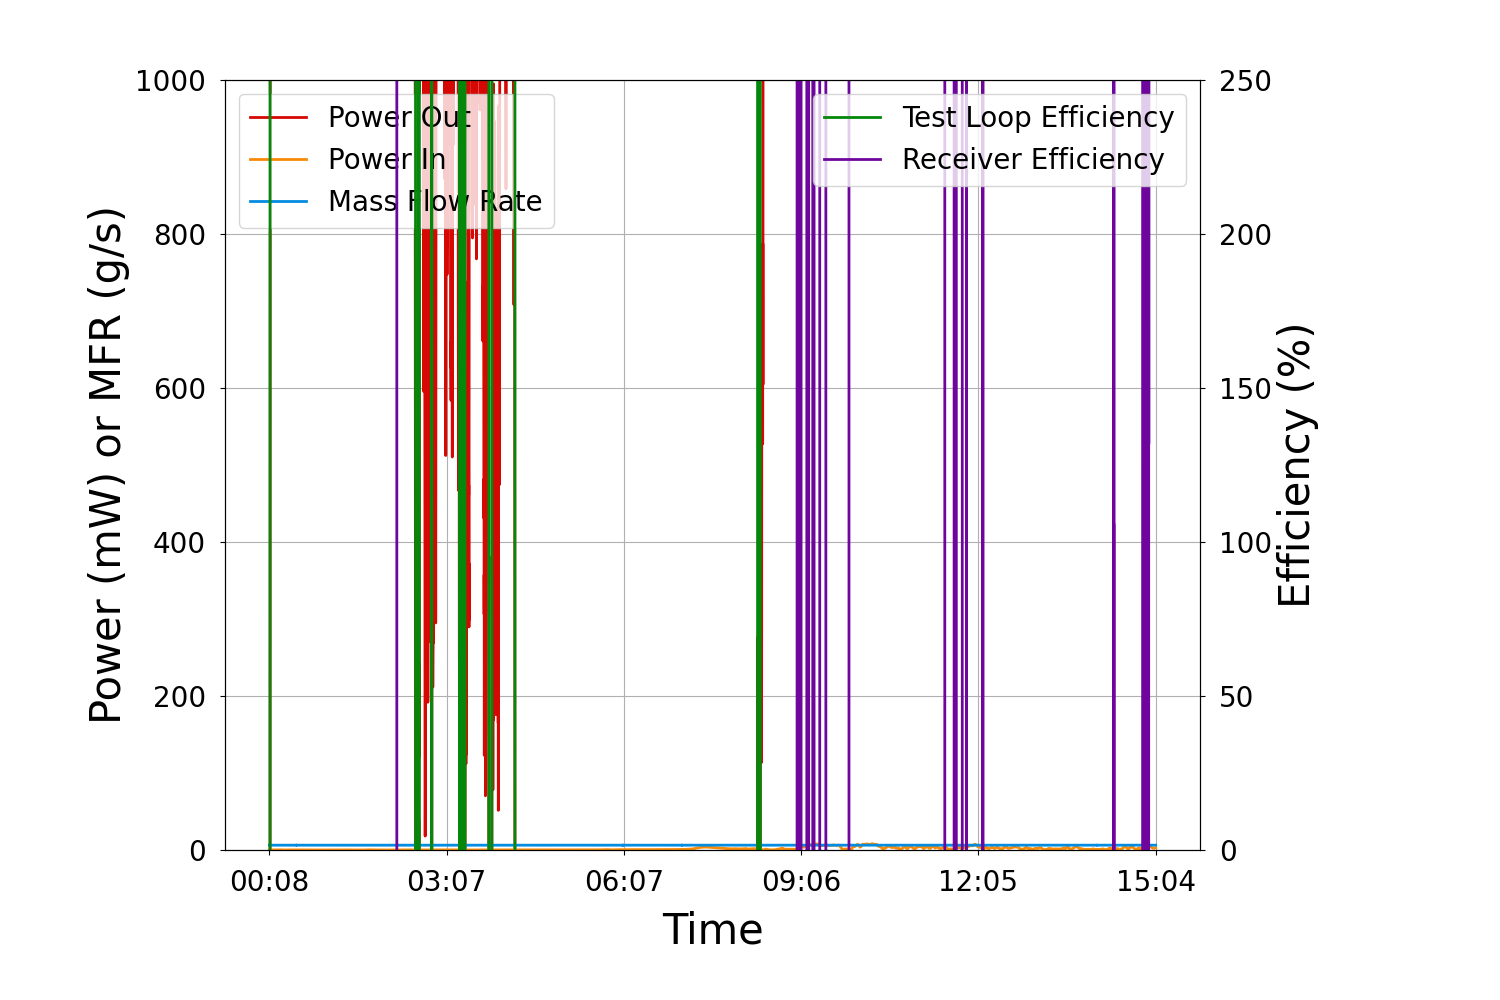 1000
800
600
400
200
0
Power (mW) or MFR (g/s)
Power Out
Power In
Mass Flow Rate
Test Loop Efficiency
Receiver Efficiency
250
200
150
100
50
0
Efficiency (%)
00:08 03:07 06:07 09:06 12:05 15:04
Time